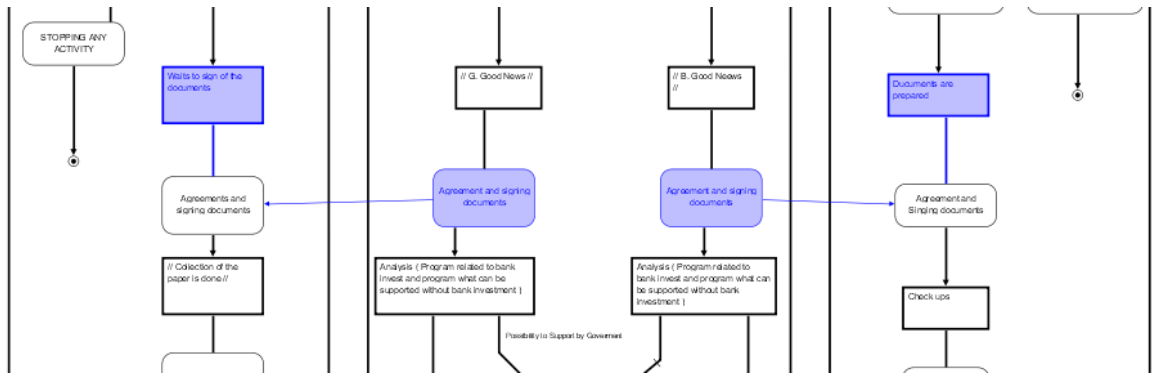 STOPPING ANY
ACTIVITY
Waits to sign of the
documents
// G. Good News //
// B. Good Neews
//
Ducuments are
prepared
Agreements and
signing documents
Agreement and signing
documents
Agreement and signing
documents
Agreement and
Singing documents
// Collection of the
paper is done //
Analysis ( Program related to bank
invest and program what can be
supported without bank investment )
Analysis ( Program related to
bank invest and program what can
be supported without bank
investment )
Check ups
Possibility to Support by Goverment